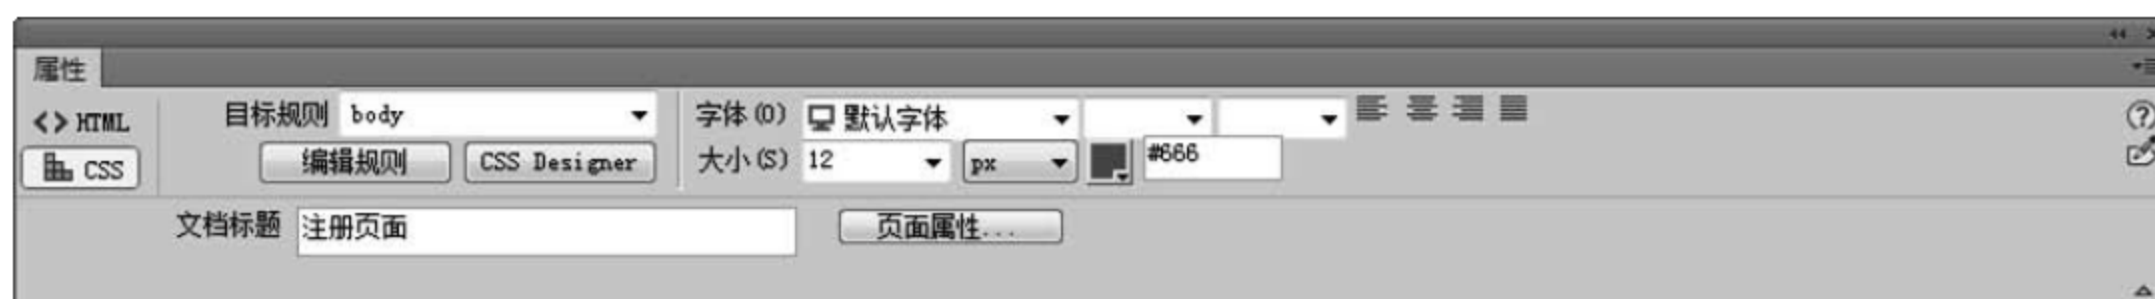 属性
<> HTML 目标规则 body 字体(O) 默认字体
CSS 编辑规则 CSS Designer 大小(S) 12 px #666
文档标题 注册页面 页面属性...